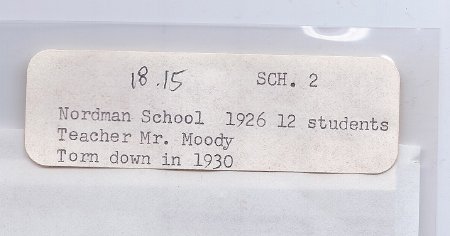 18.15 SCH. 2
Nordman School 1926 12 students
Teacher Mr. Moody
Torn down in 1930